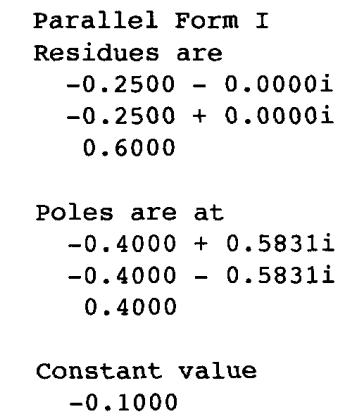 Parallel Form I
Residues are
-0.2500 - 0.0000i
-0.2500 + 0.0000i
0.6000
Poles are at
-0.4000 + 0.5831i
-0.4000 - 0.5831i
0.4000
Constant value
-0.1000